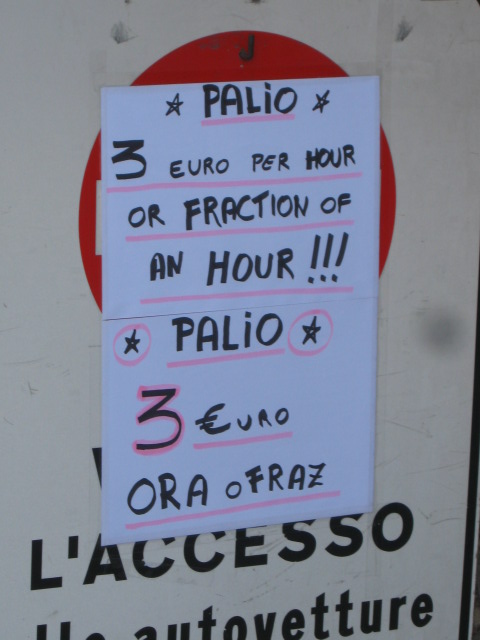 ☆ PALIO ☆
3 EURO PER HOUR
OR FRACTION OF
AN HOUR !!!
☆ PALIO ☆
3 €URO
ORA o FRAZ
L'ACCESSO
autovetture